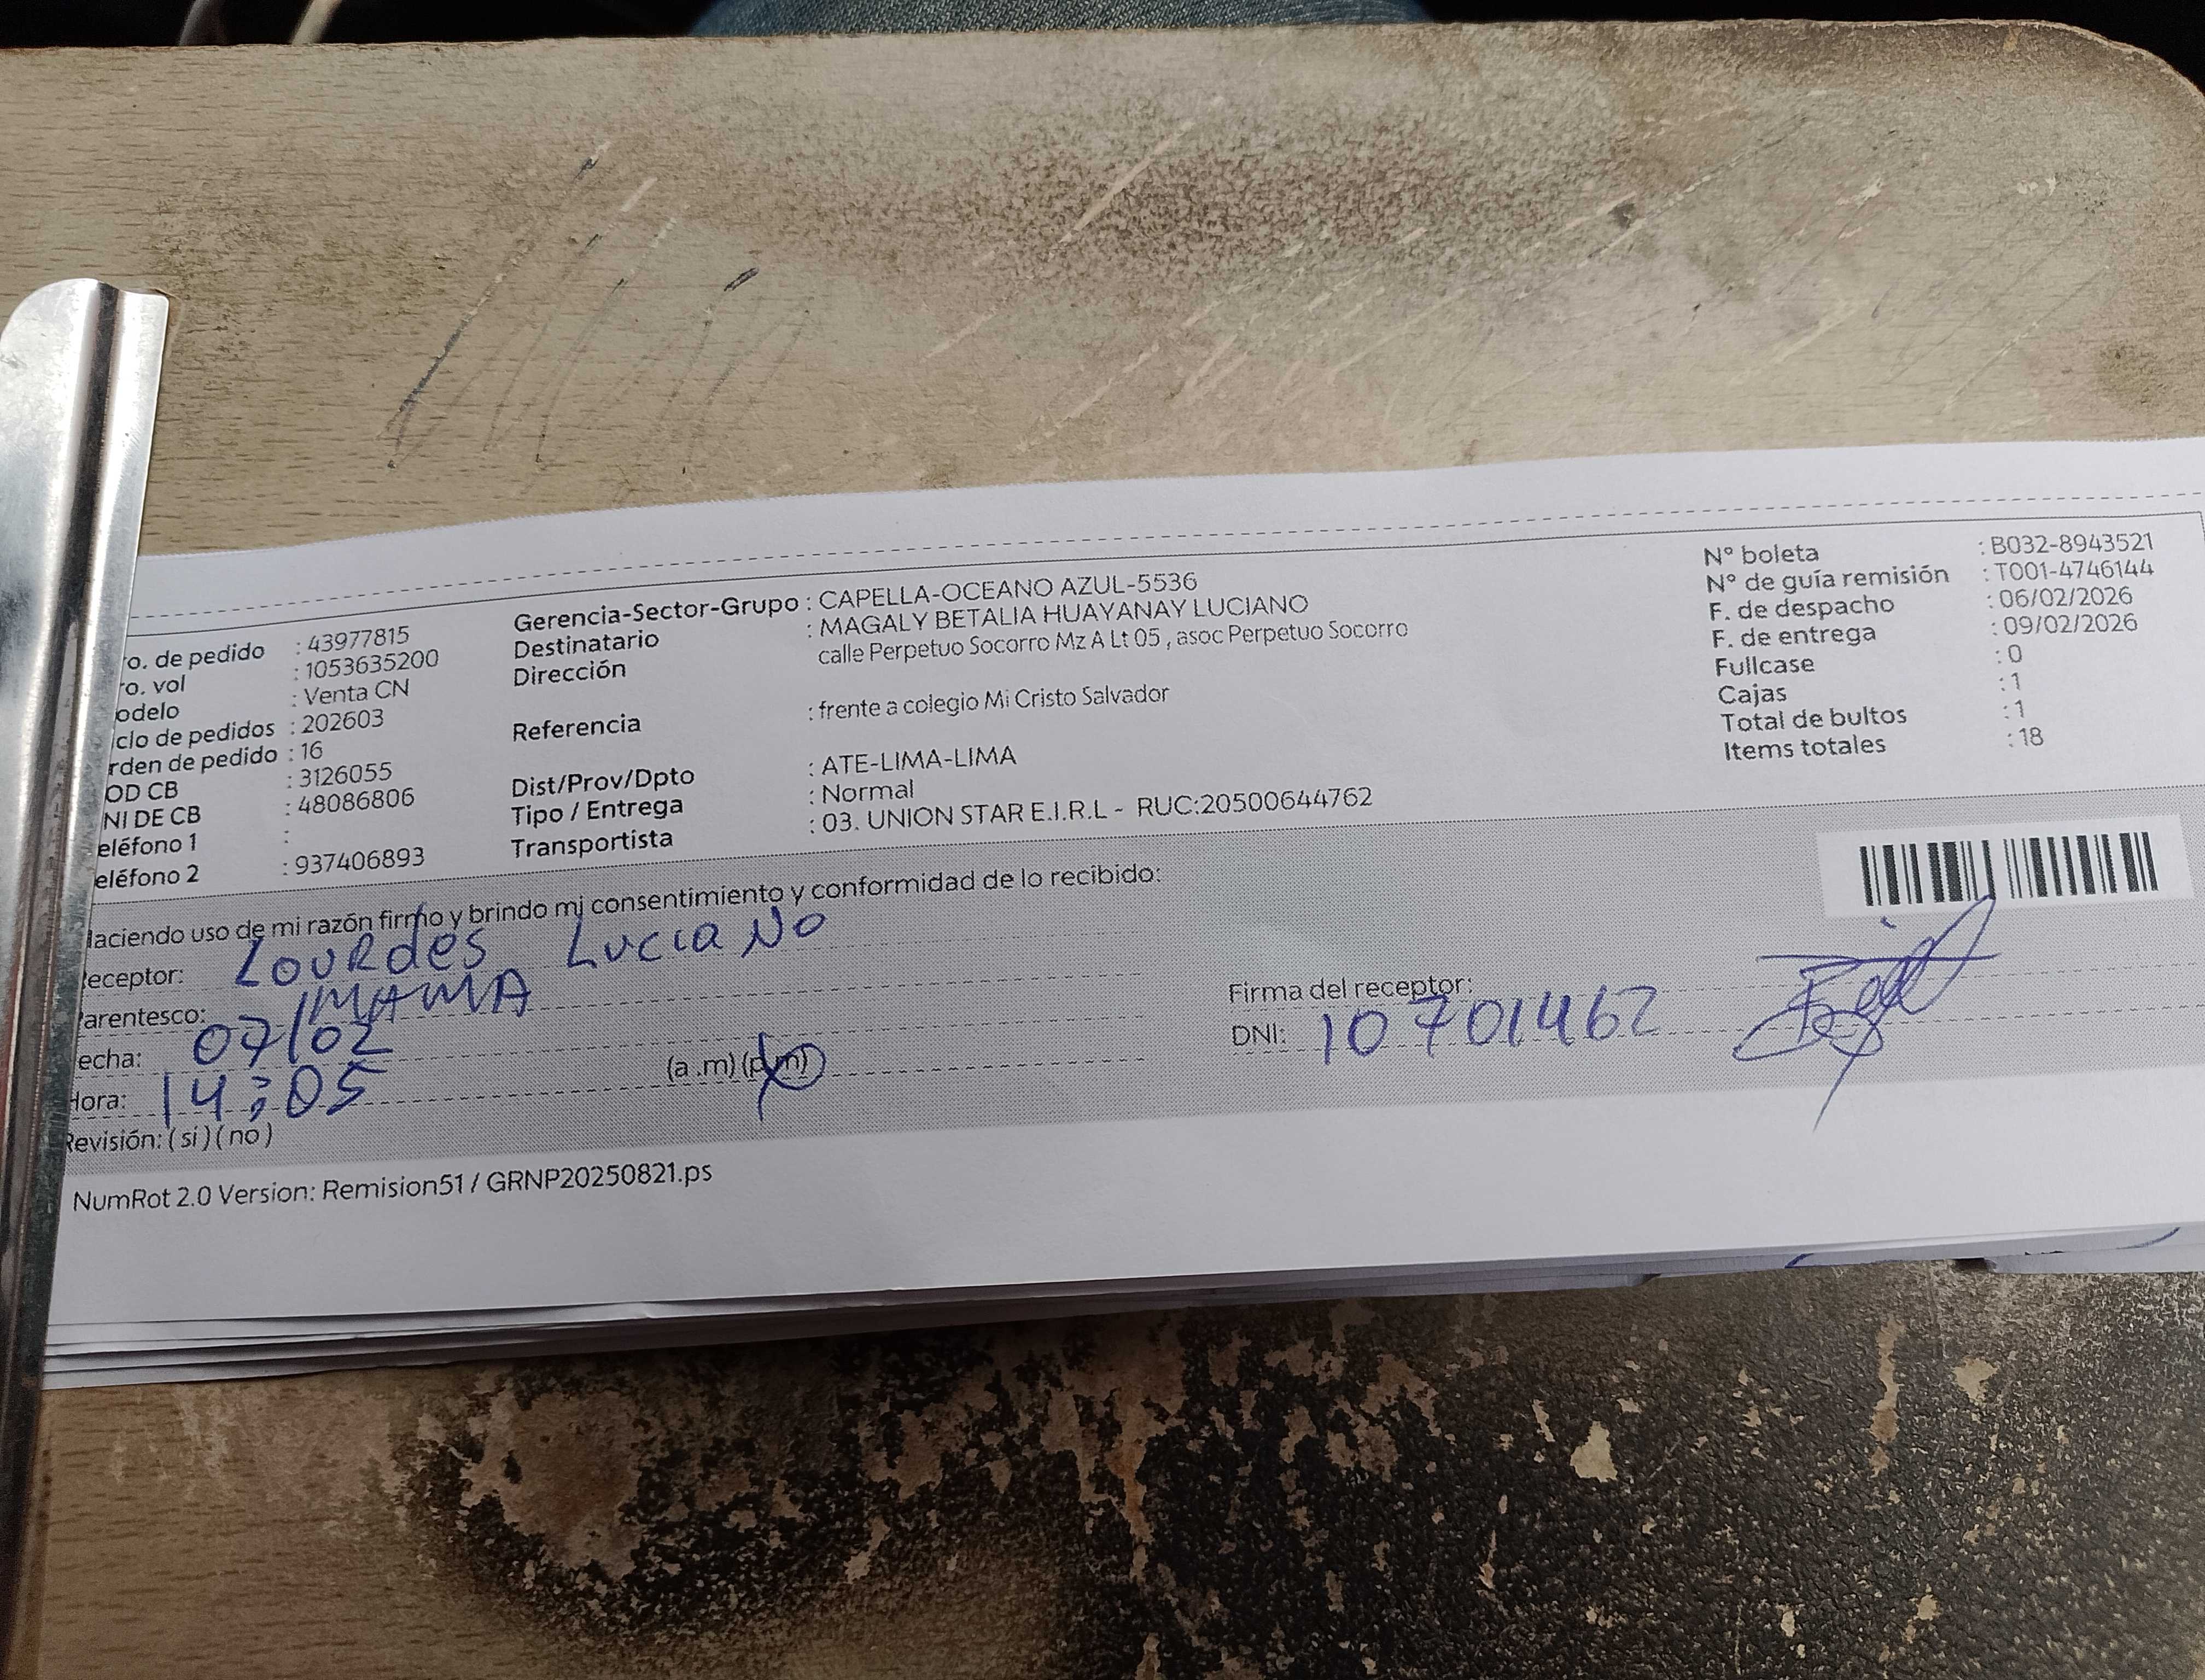 ro. de pedido : 43977815
ro. vol : 1053635200
odelo : Venta CN
iclo de pedidos : 202603
rden de pedido : 16
OD CB : 3126055
NI DE CB : 48086806
eléfono 1 :
eléfono 2 : 937406893
Gerencia-Sector-Grupo : CAPELLA-OCEANO AZUL-5536
Destinatario : MAGALY BETALIA HUAYANAY LUCIANO
Dirección calle Perpetuo Socorro Mz A Lt 05 , asoc Perpetuo Socorro
Referencia : frente a colegio Mi Cristo Salvador
Dist/Prov/Dpto : ATE-LIMA-LIMA
Tipo / Entrega : Normal
Transportista : 03. UNION STAR E.I.R.L - RUC:20500644762
N° boleta : B032-8943521
N° de guía remisión : T001-4746144
F. de despacho : 06/02/2026
F. de entrega : 09/02/2026
Fullcase : 0
Cajas : 1
Total de bultos : 1
Items totales : 18
Haciendo uso de mi razón firmo y brindo mi consentimiento y conformidad de lo recibido:
Receptor: Lourdes Luciano
Parentesco: MAMA
echa: 07/02
Hora: 14:05 (a .m) (p.m)
Revisión: ( si ) ( no )
Firma del receptor:
DNI: 10701462
NumRot 2.0 Version: Remision51 / GRNP20250821.ps